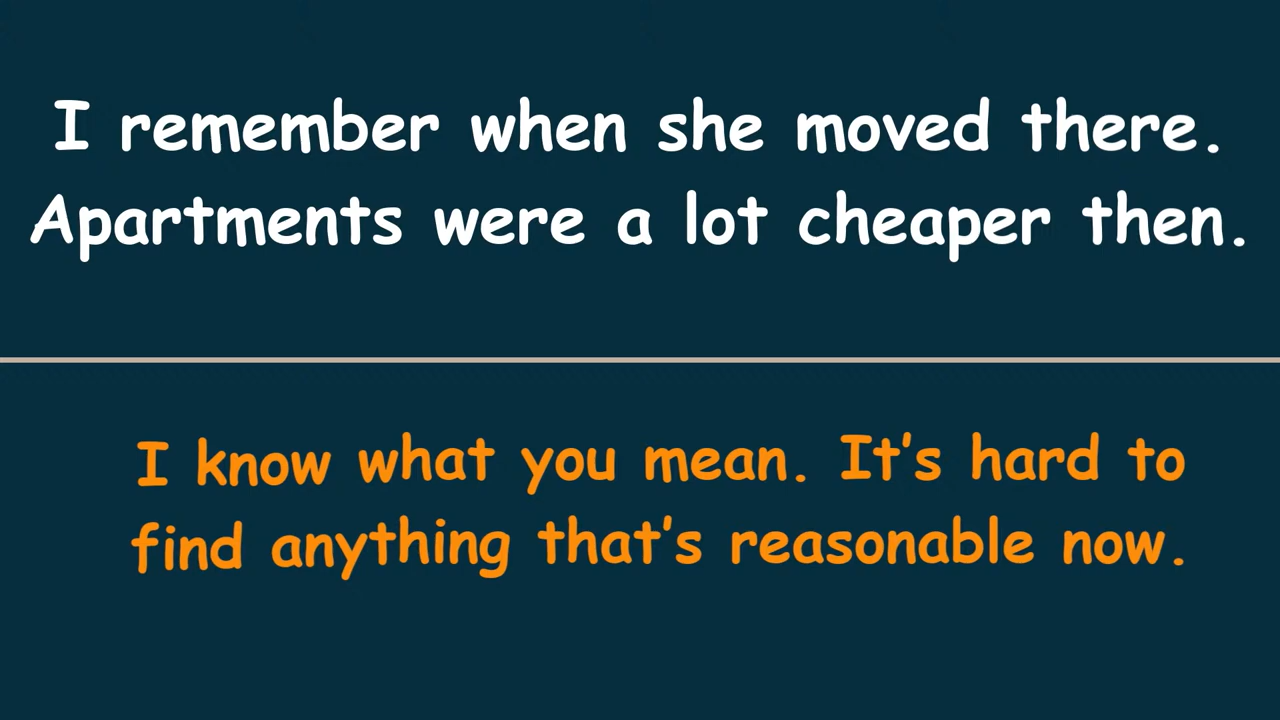 I remember when she moved there.
Apartments were a lot cheaper then.
I know what you mean. It's hard to
find anything that's reasonable now.